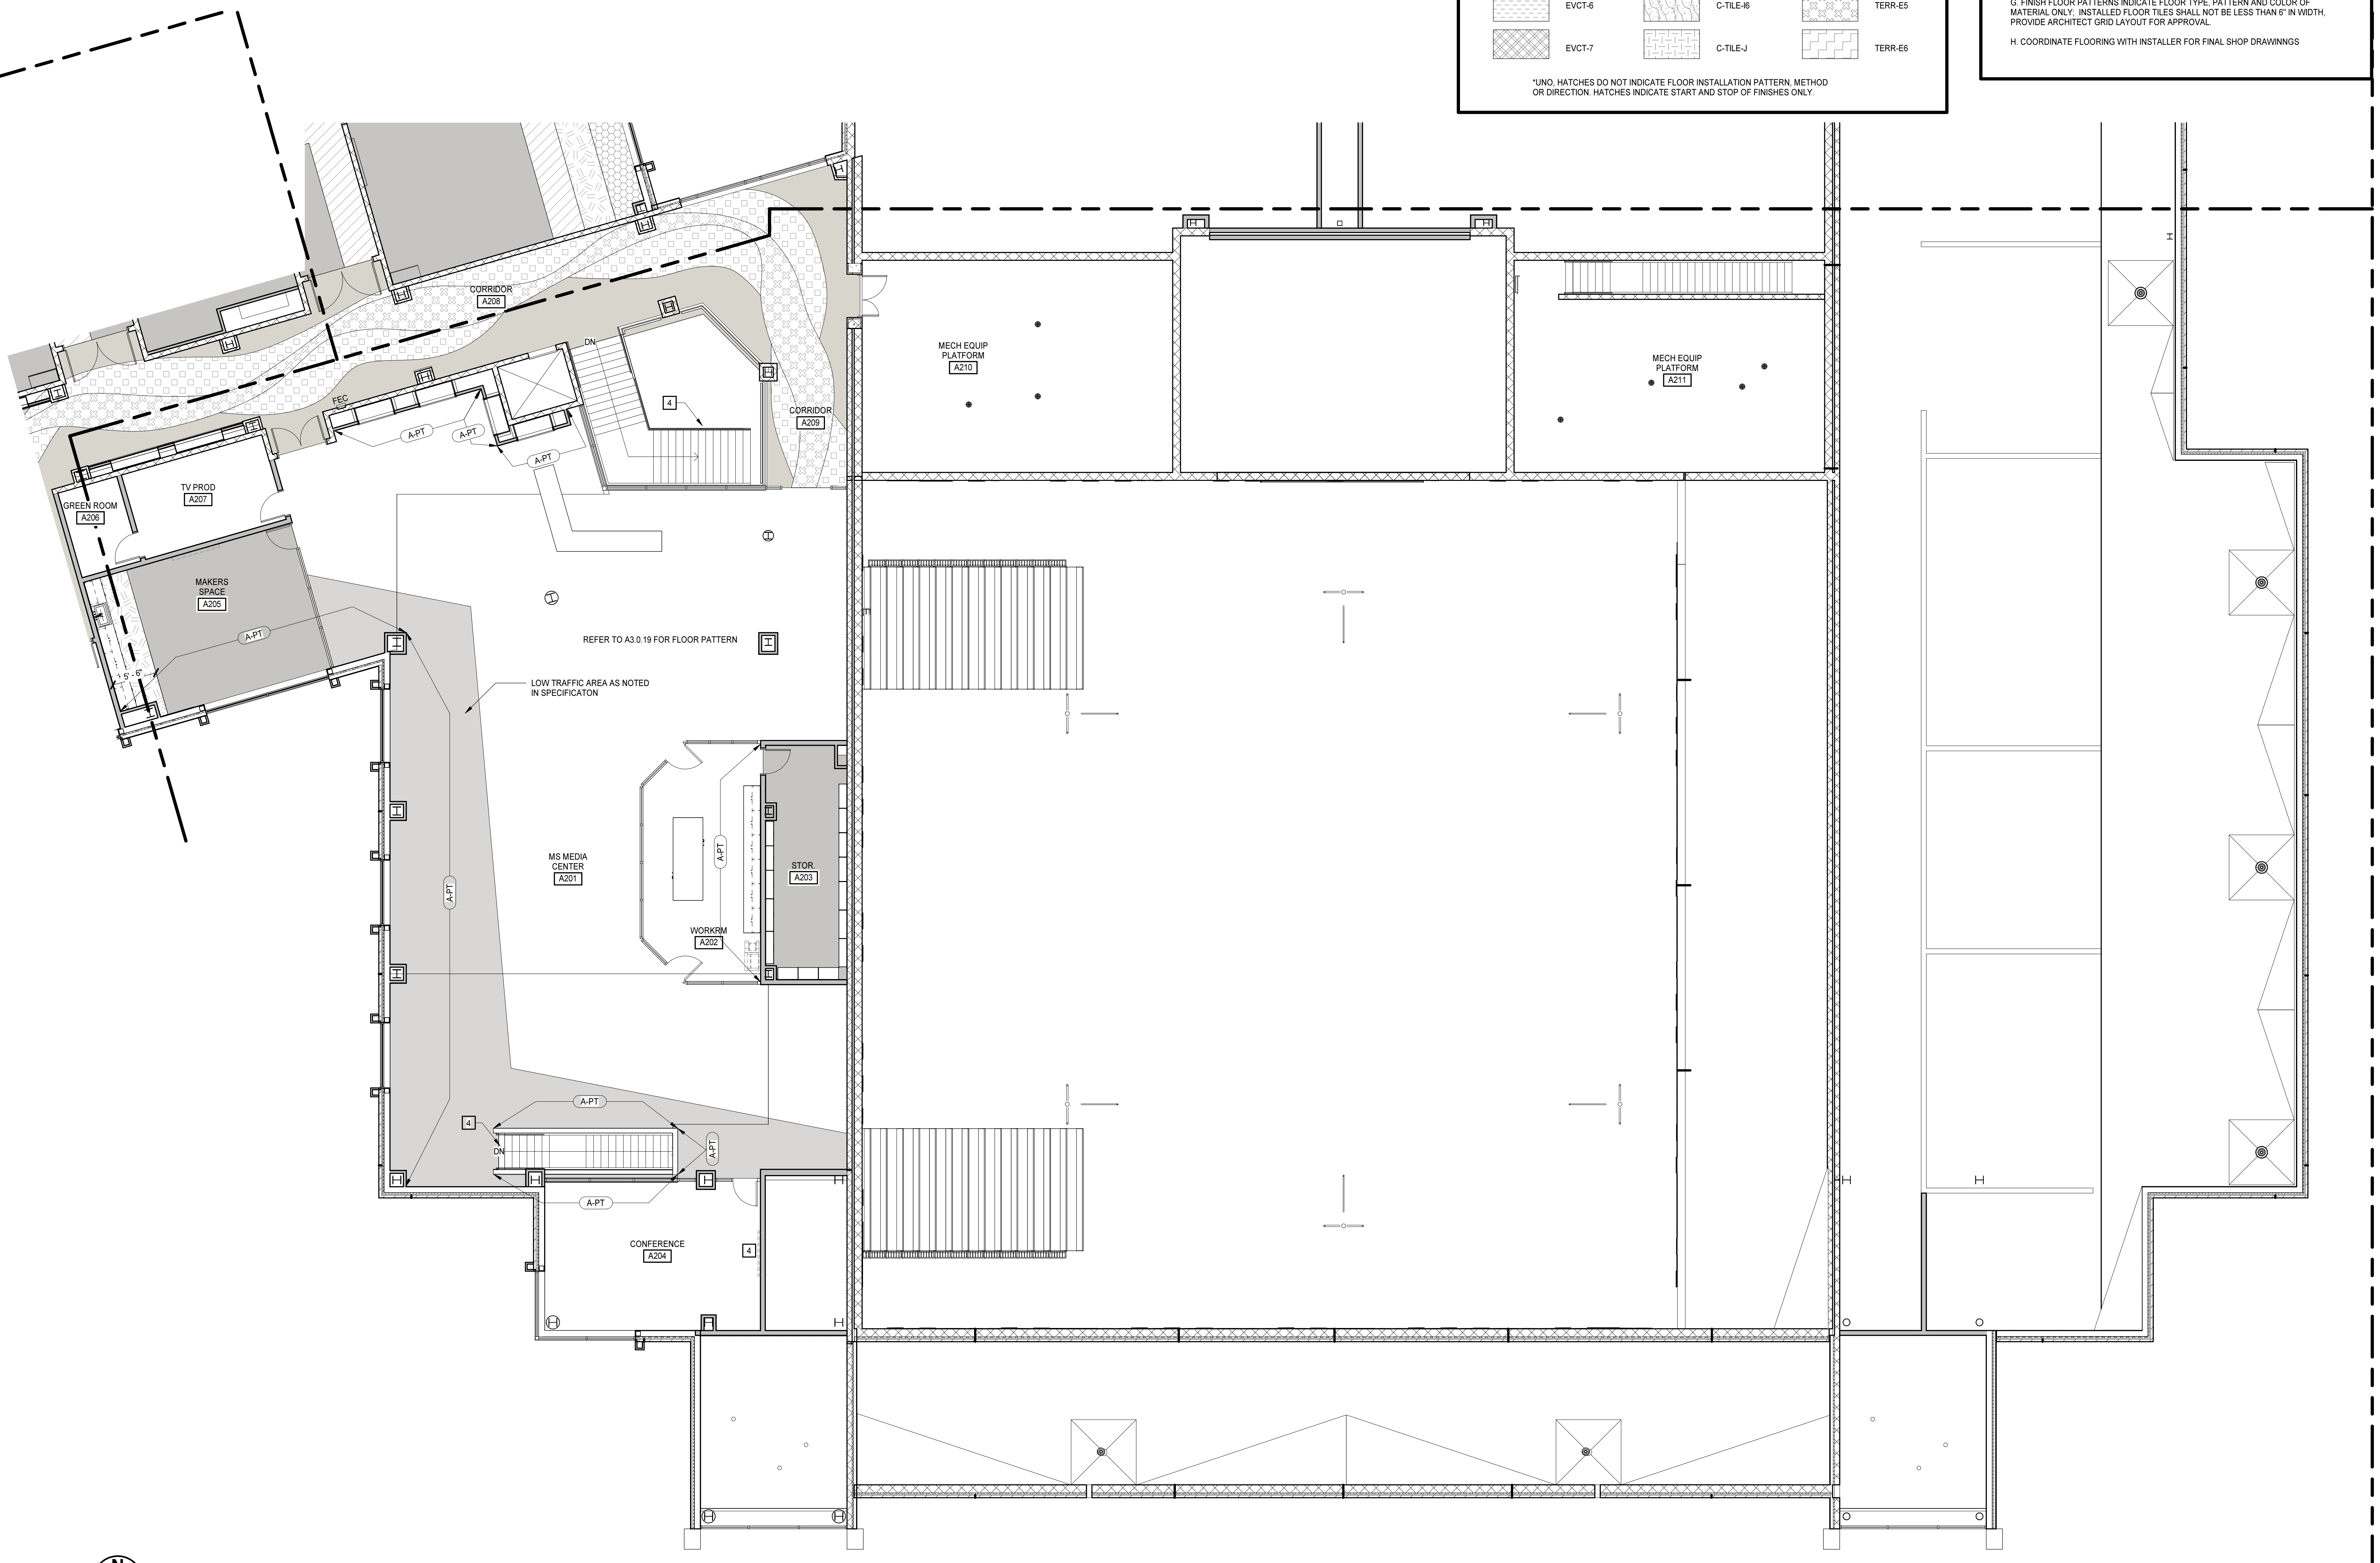 EVCT-6
C-TILE-I6
TERR-E5
EVCT-7
C-TILE-J
TERR-E6
*UNO, HATCHES DO NOT INDICATE FLOOR INSTALLATION PATTERN, METHOD
OR DIRECTION. HATCHES INDICATE START AND STOP OF FINISHES ONLY.
G. FINISH FLOOR PATTERNS INDICATE FLOOR TYPE, PATTERN AND COLOR OF
MATERIAL ONLY; INSTALLED FLOOR TILES SHALL NOT BE LESS THAN 6" IN WIDTH,
PROVIDE ARCHITECT GRID LAYOUT FOR APPROVAL.
H. COORDINATE FLOORING WITH INSTALLER FOR FINAL SHOP DRAWINNGS
CORRIDOR
A208
DN
MECH EQUIP
PLATFORM
A210
MECH EQUIP
PLATFORM
A211
FEC
4
CORRIDOR
A209
A-PT
A-PT
A-PT
TV PROD
A207
GREEN ROOM
A206
MAKERS
SPACE
A205
A-PT
5' - 6"
REFER TO A3.0.19 FOR FLOOR PATTERN
LOW TRAFFIC AREA AS NOTED
IN SPECIFICATON
MS MEDIA
CENTER
A201
A-PT
A-PT
STOR.
A203
WORKRM
A202
A-PT
4
DN
A-PT
A-PT
CONFERENCE
A204
4
N